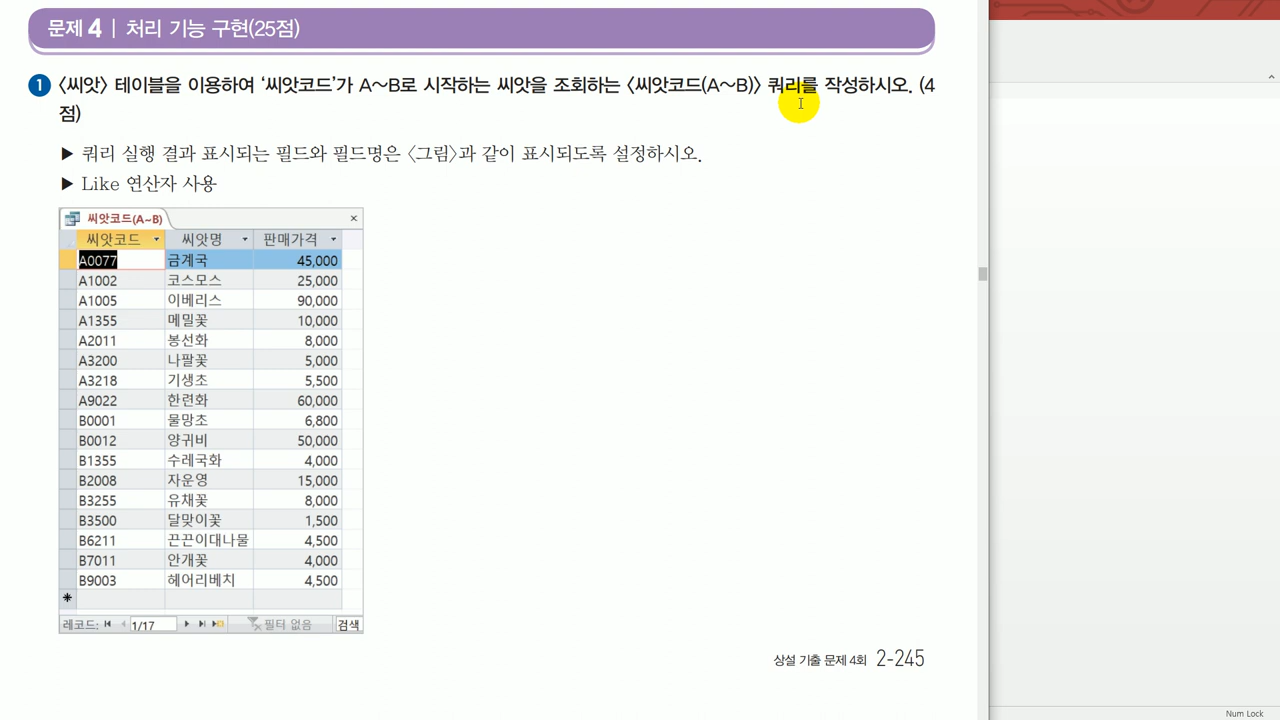 문제 4 | 처리 기능 구현(25점)
1 〈씨앗〉 테이블을 이용하여 '씨앗코드'가 A~B로 시작하는 씨앗을 조회하는 〈씨앗코드(A~B)〉 쿼리를 작성하시오. (4
점)
▶ 쿼리 실행 결과 표시되는 필드와 필드명은 〈그림〉과 같이 표시되도록 설정하시오.
▶ Like 연산자 사용
씨앗코드(A~B) ×
씨앗코드 씨앗명 판매가격
A0077 금계국 45,000
A1002 코스모스 25,000
A1005 이베리스 90,000
A1355 메밀꽃 10,000
A2011 봉선화 8,000
A3200 나팔꽃 5,000
A3218 기생초 5,500
A9022 한련화 60,000
B0001 물망초 6,800
B0012 양귀비 50,000
B1355 수레국화 4,000
B2008 자운영 15,000
B3255 유채꽃 8,000
B3500 달맞이꽃 1,500
B6211 끈끈이대나물 4,500
B7011 안개꽃 4,000
B9003 헤어리베치 4,500
레코드: 1/17 필터 없음 검색
상설 기출 문제 4회 2-245
Num Lock